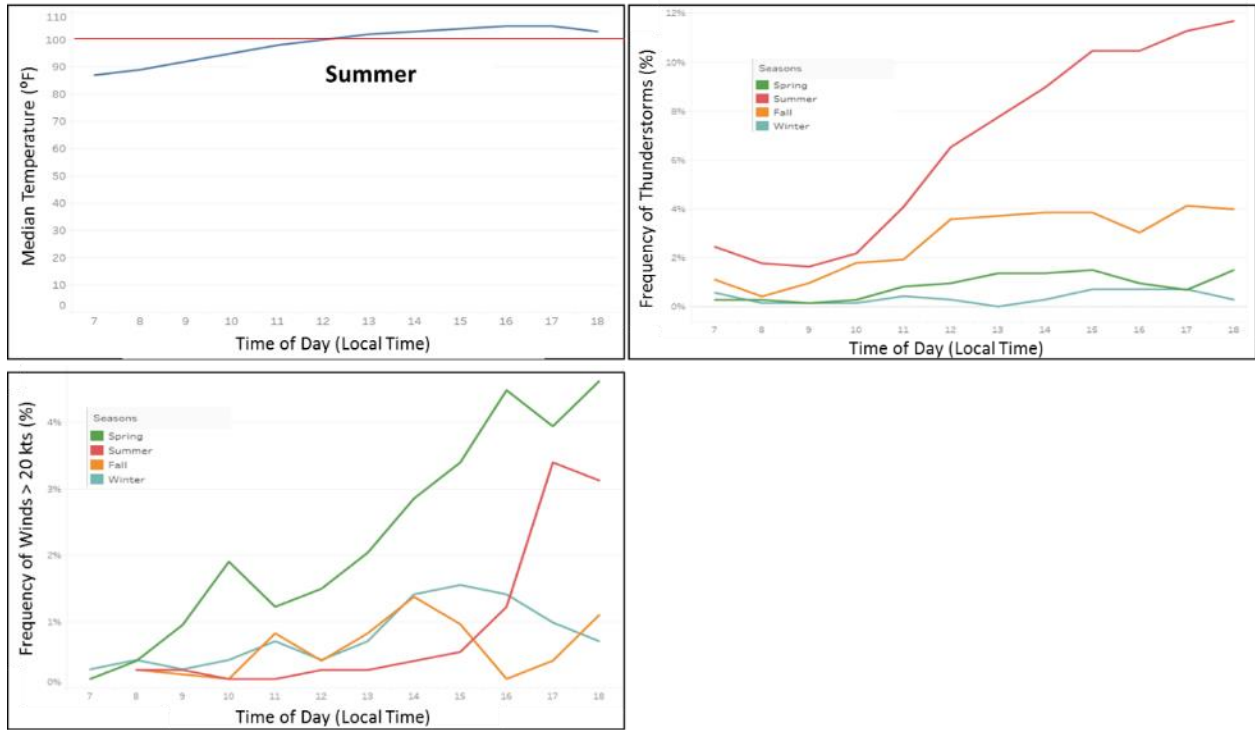 Median Temperature (ºF)
110
100
90
80
70
60
50
40
30
20
10
0
Summer
7 8 9 10 11 12 13 14 15 16 17 18
Time of Day (Local Time)
Frequency of Thunderstorms (%)
12%
10%
8%
6%
4%
2%
0%
Seasons
Spring
Summer
Fall
Winter
7 8 9 10 11 12 13 14 15 16 17 18
Time of Day (Local Time)
Frequency of Winds > 20 kts (%)
4%
3%
2%
1%
0%
Seasons
Spring
Summer
Fall
Winter
7 8 9 10 11 12 13 14 15 16 17 18
Time of Day (Local Time)